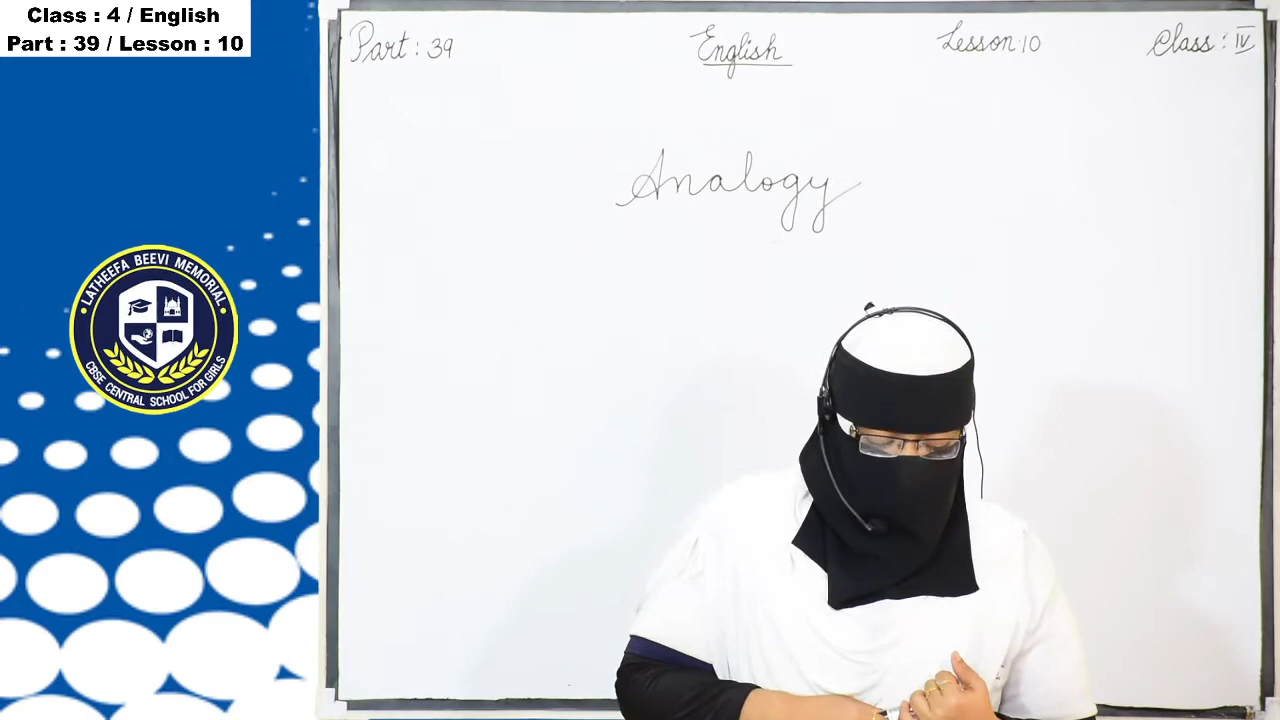 Class : 4 / English
Part : 39 / Lesson : 10
Part : 39 English Lesson 10 Class : IV
Analogy
LATHEEFA BEEVI MEMORIAL
CBSE CENTRAL SCHOOL FOR GIRLS